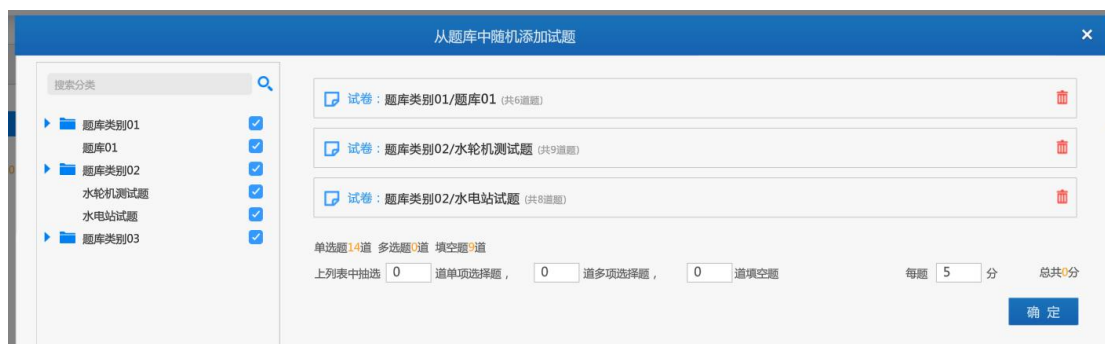 从题库中随机添加试题
搜索分类
题库类别01
题库01
题库类别02
水轮机测试题
水电站试题
题库类别03
试卷：题库类别01/题库01 (共6道题)
试卷：题库类别02/水轮机测试题 (共9道题)
试卷：题库类别02/水电站试题 (共8道题)
单选题14道 多选题0道 填空题9道
上列表中抽选 0 道单项选择题， 0 道多项选择题， 0 道填空题 每题 5 分 总共0分
确 定